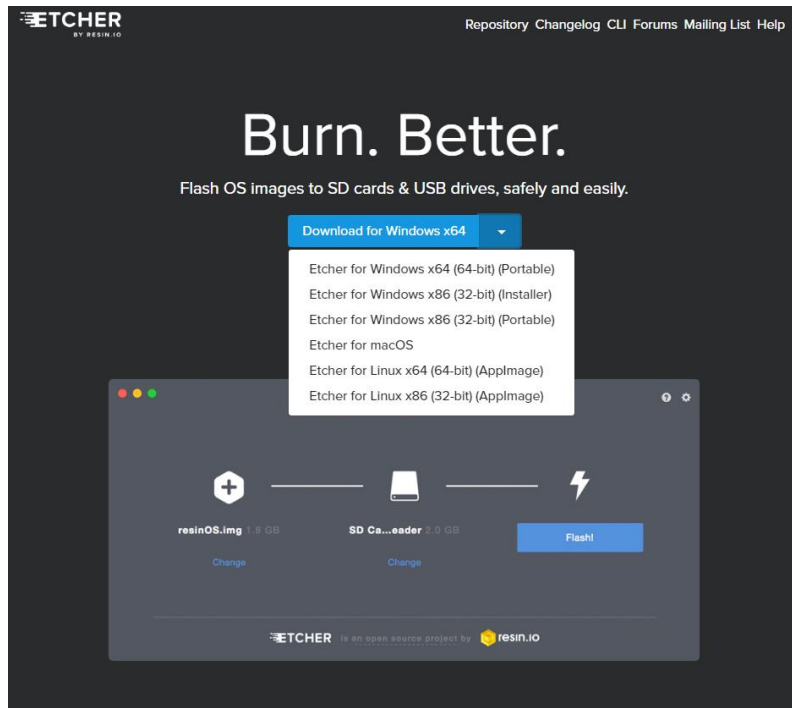 ETCHER
BY RESIN.IO
Repository Changelog CLI Forums Mailing List Help
Burn. Better.
Flash OS images to SD cards & USB drives, safely and easily.
Download for Windows x64
Etcher for Windows x64 (64-bit) (Portable)
Etcher for Windows x86 (32-bit) (Installer)
Etcher for Windows x86 (32-bit) (Portable)
Etcher for macOS
Etcher for Linux x64 (64-bit) (AppImage)
Etcher for Linux x86 (32-bit) (AppImage)
resinOS.img 1.9 GB SD Ca...eader 2.0 GB Flash!
Change Change
ETCHER is an open source project by resin.io